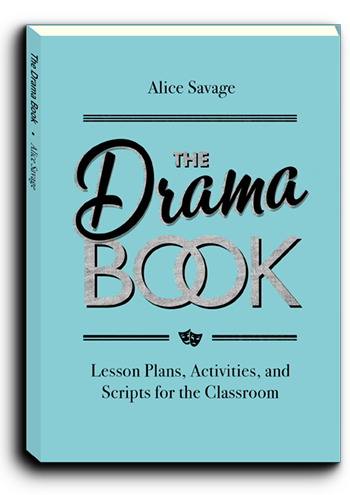 The Drama Book • Alice Savage
Alice Savage
THE
Drama
BOOK
Lesson Plans, Activities, and
Scripts for the Classroom